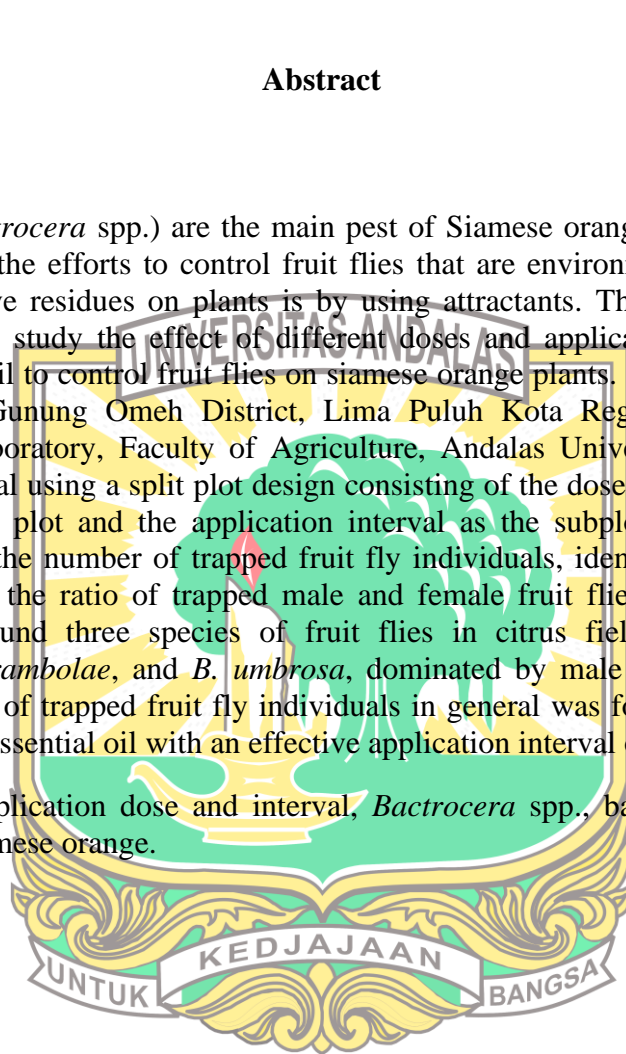 Abstract
trocera spp.) are the main pest of Siamese orang
the efforts to control fruit flies that are environ
ve residues on plants is by using attractants. Th
UNIVERSITAS ANDALAS
study the effect of different doses and applica
il to control fruit flies on siamese orange plants.
Gunung Omeh District, Lima Puluh Kota Reg
boratory, Faculty of Agriculture, Andalas Unive
al using a split plot design consisting of the dose
plot and the application interval as the subplo
the number of trapped fruit fly individuals, iden
the ratio of trapped male and female fruit flie
und three species of fruit flies in citrus fiel
rambolae, and B. umbrosa, dominated by male
of trapped fruit fly individuals in general was fo
ssential oil with an effective application interval
plication dose and interval, Bactrocera spp., ba
mese orange.
UNTUK KEDJAJAAN BANGSA